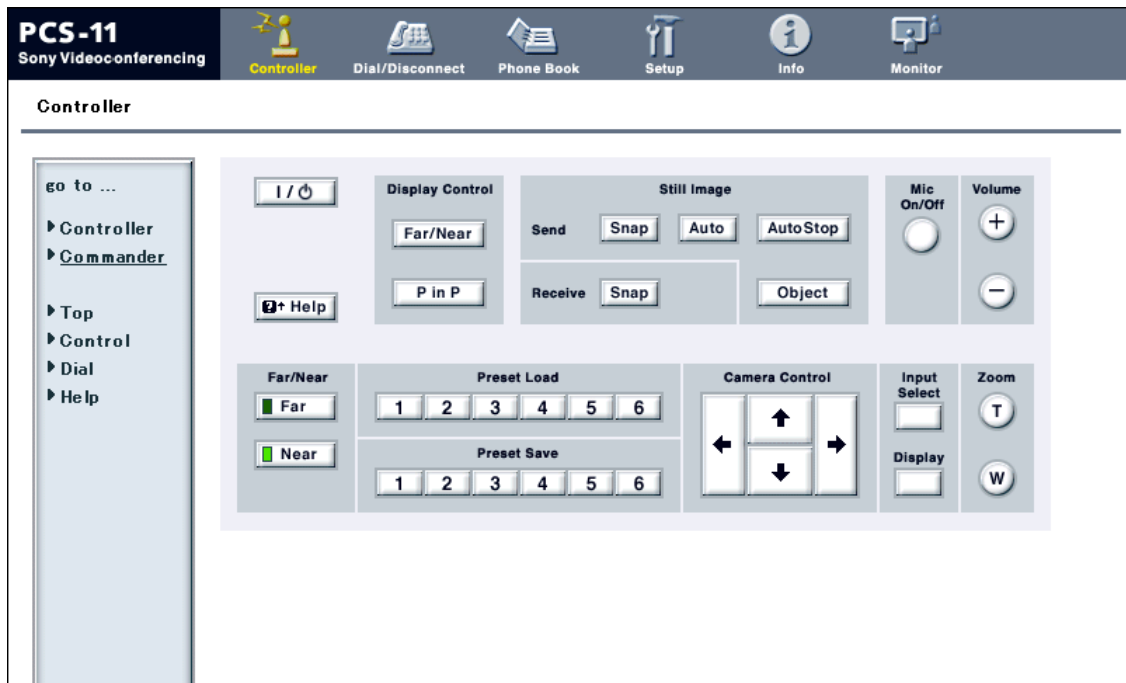 PCS-11
Sony Videoconferencing
Controller
Dial/Disconnect
Phone Book
Setup
Info
Monitor
Controller
go to ...
Controller
Commander
Top
Control
Dial
Help
I / ⏻
Help
Display Control
Far/Near
P in P
Still Image
Send Snap Auto AutoStop
Receive Snap Object
Mic
On/Off
Volume
+
−
Far/Near
Far
Near
Preset Load
1 2 3 4 5 6
Preset Save
1 2 3 4 5 6
Camera Control
Input
Select
Display
Zoom
T
W